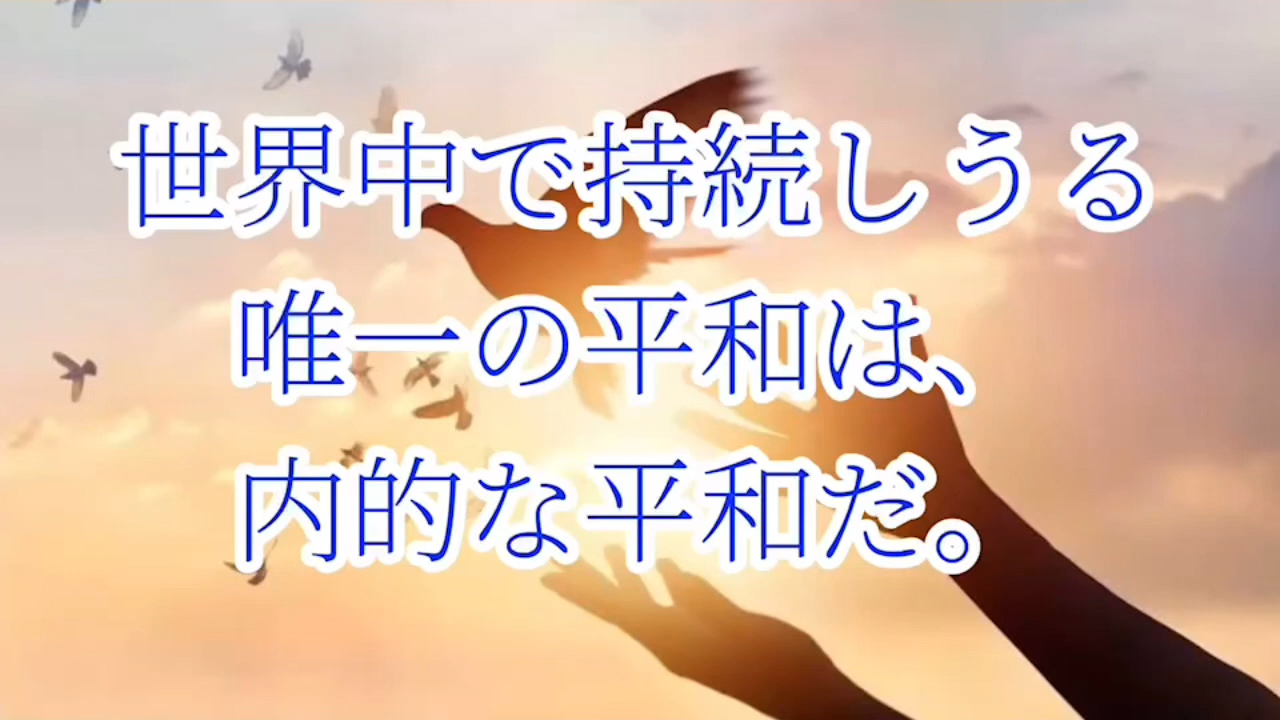 世界中で持続しうる
唯一の平和は、
内的な平和だ。